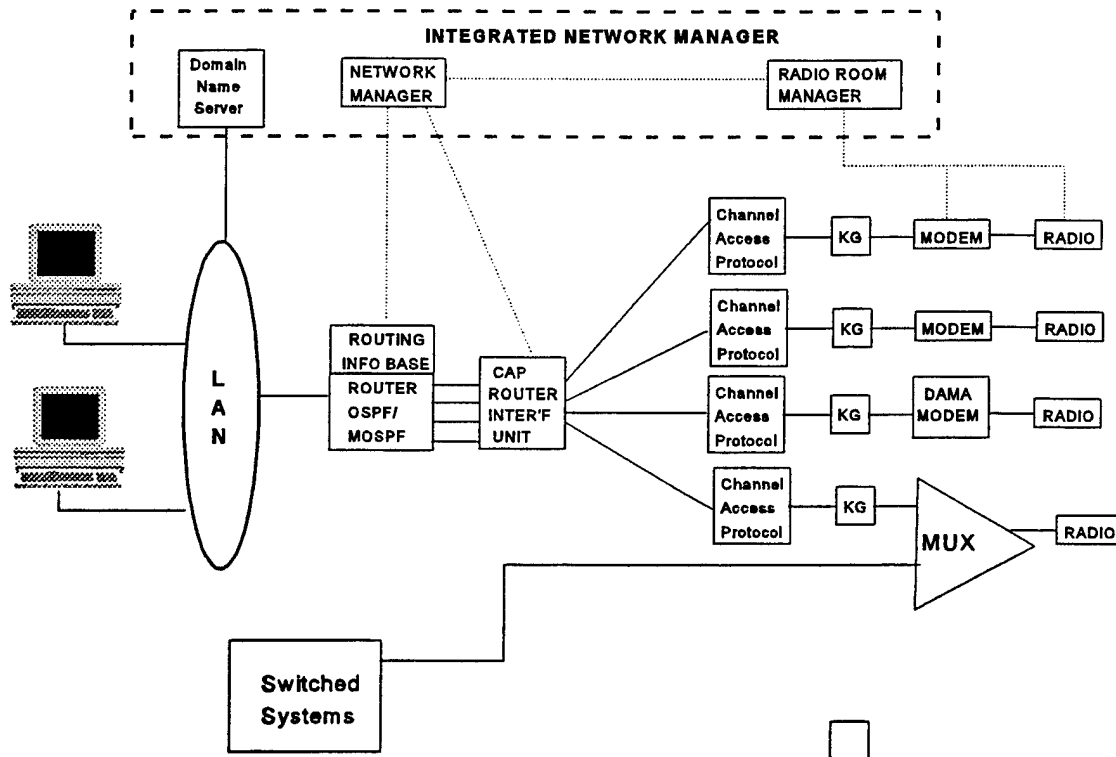 INTEGRATED NETWORK MANAGER
Domain
Name
Server
NETWORK
MANAGER
RADIO ROOM
MANAGER
Channel
Access
Protocol
KG
MODEM
RADIO
Channel
Access
Protocol
KG
MODEM
RADIO
L
A
N
ROUTING
INFO BASE
ROUTER
OSPF/
MOSPF
CAP
ROUTER
INTER'F
UNIT
Channel
Access
Protocol
KG
DAMA
MODEM
RADIO
Channel
Access
Protocol
KG
MUX
RADIO
Switched
Systems